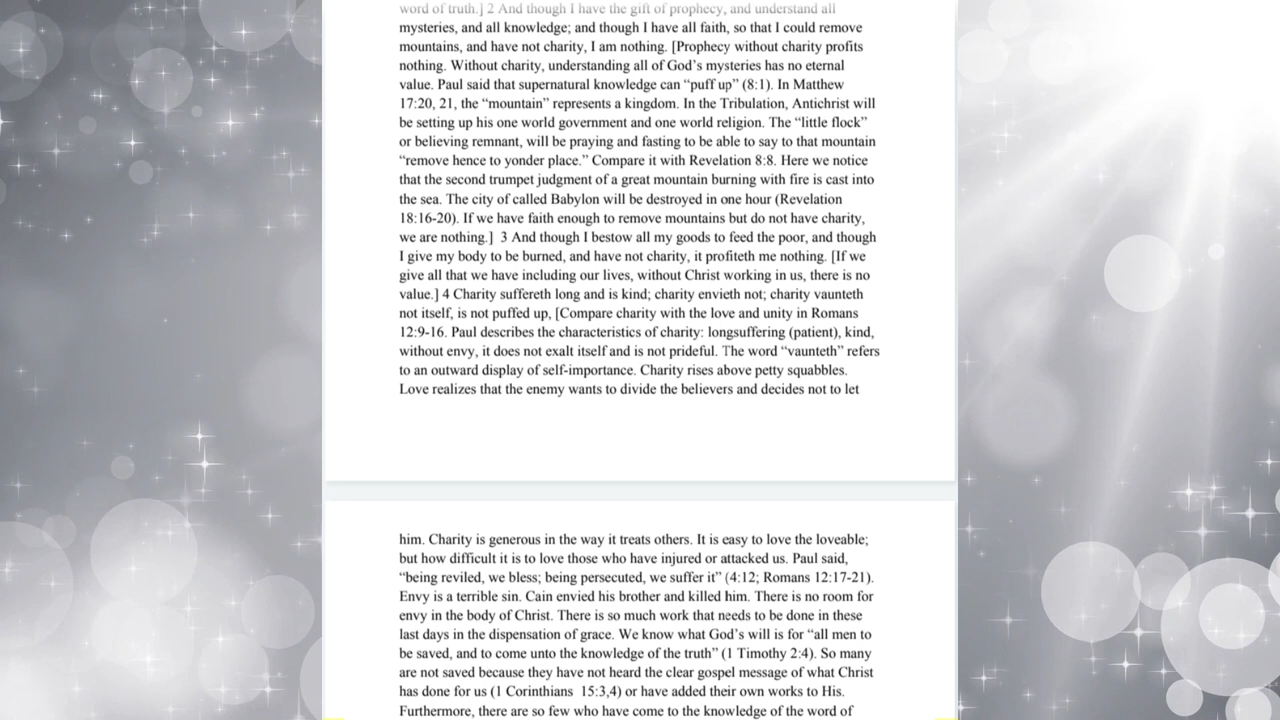 word of truth.] 2 And though I have the gift of prophecy, and understand all
mysteries, and all knowledge; and though I have all faith, so that I could remove
mountains, and have not charity, I am nothing. [Prophecy without charity profits
nothing. Without charity, understanding all of God’s mysteries has no eternal
value. Paul said that supernatural knowledge can “puff up” (8:1). In Matthew
17:20, 21, the “mountain” represents a kingdom. In the Tribulation, Antichrist will
be setting up his one world government and one world religion. The “little flock”
or believing remnant, will be praying and fasting to be able to say to that mountain
“remove hence to yonder place.” Compare it with Revelation 8:8. Here we notice
that the second trumpet judgment of a great mountain burning with fire is cast into
the sea. The city of called Babylon will be destroyed in one hour (Revelation
18:16-20). If we have faith enough to remove mountains but do not have charity,
we are nothing.]  3 And though I bestow all my goods to feed the poor, and though
I give my body to be burned, and have not charity, it profiteth me nothing. [If we
give all that we have including our lives, without Christ working in us, there is no
value.] 4 Charity suffereth long and is kind; charity envieth not; charity vaunteth
not itself, is not puffed up, [Compare charity with the love and unity in Romans
12:9-16. Paul describes the characteristics of charity: longsuffering (patient), kind,
without envy, it does not exalt itself and is not prideful. The word “vaunteth” refers
to an outward display of self-importance. Charity rises above petty squabbles.
Love realizes that the enemy wants to divide the believers and decides not to let
him. Charity is generous in the way it treats others. It is easy to love the loveable;
but how difficult it is to love those who have injured or attacked us. Paul said,
“being reviled, we bless; being persecuted, we suffer it” (4:12; Romans 12:17-21).
Envy is a terrible sin. Cain envied his brother and killed him. There is no room for
envy in the body of Christ. There is so much work that needs to be done in these
last days in the dispensation of grace. We know what God’s will is for “all men to
be saved, and to come unto the knowledge of the truth” (1 Timothy 2:4). So many
are not saved because they have not heard the clear gospel message of what Christ
has done for us (1 Corinthians  15:3,4) or have added their own works to His.
Furthermore, there are so few who have come to the knowledge of the word of